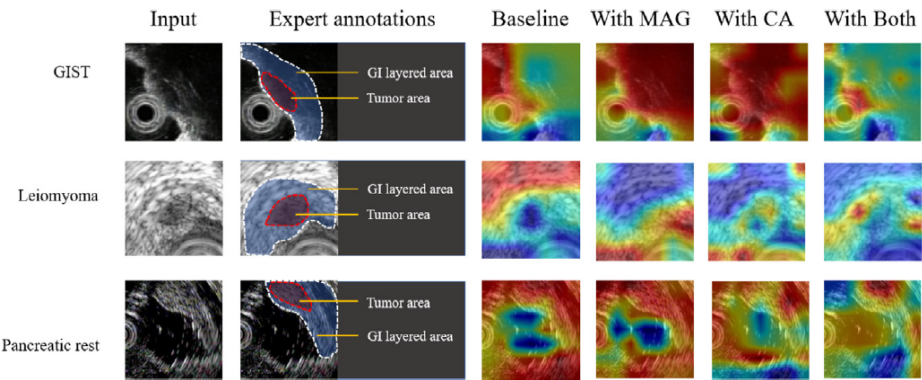 Input Expert annotations Baseline With MAG With CA With Both
GIST
GI layered area
Tumor area
Leiomyoma
GI layered area
Tumor area
Pancreatic rest
Tumor area
GI layered area